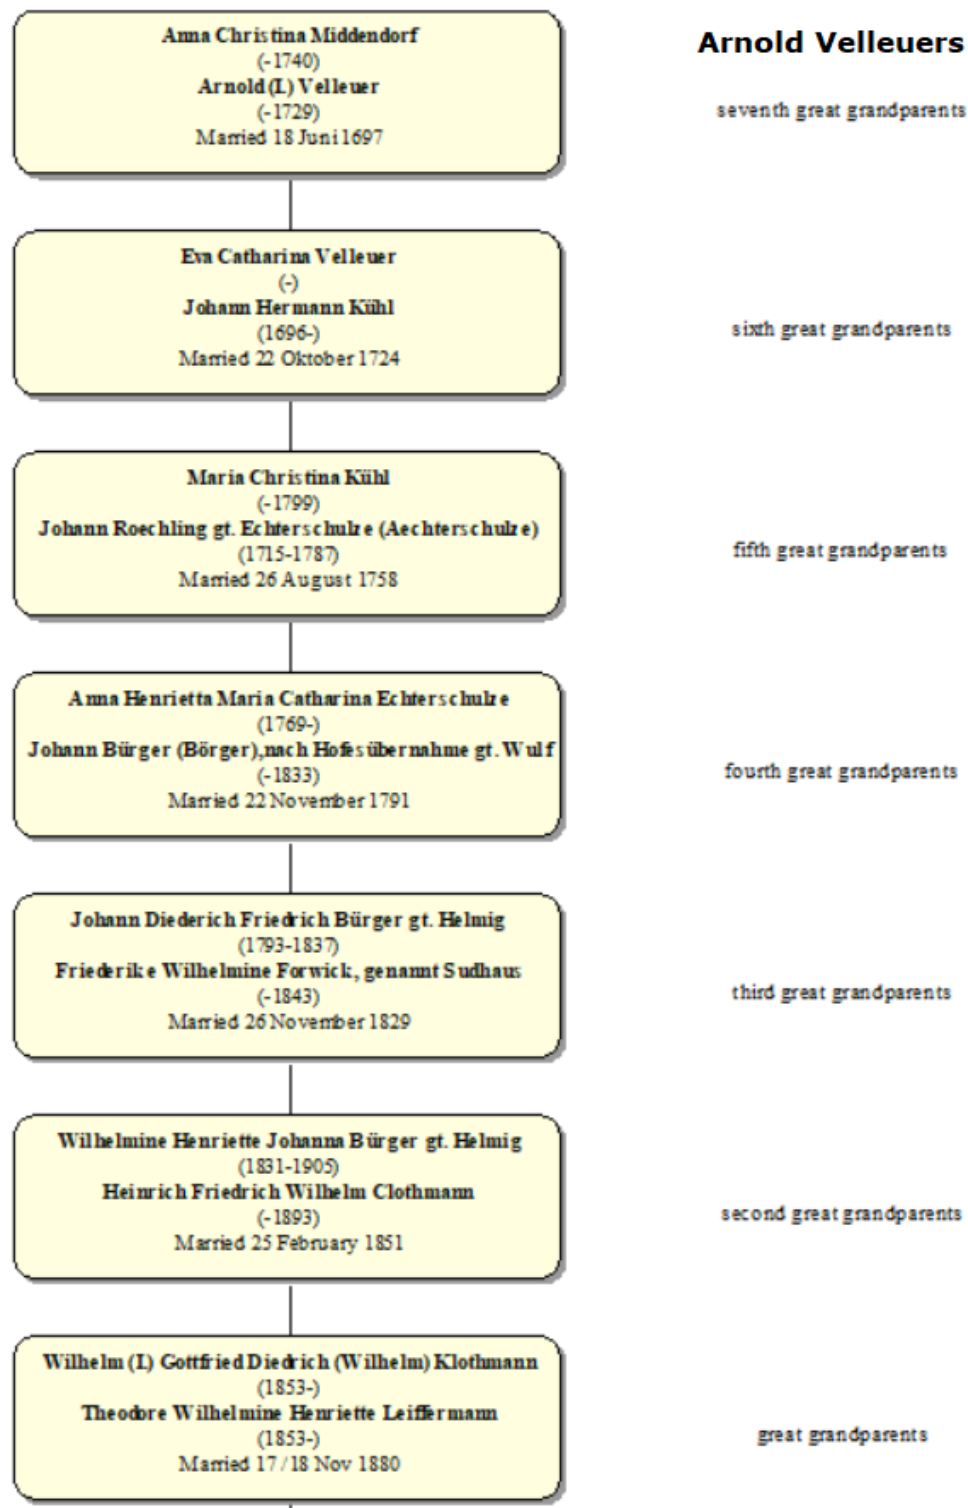 Arnold Velleuers
Anna Christina Middendorf
(-1740)
Arnold (I.) Velleuer
(-1729)
Married 18 Juni 1697
seventh great grandparents
Eva Catharina Velleuer
(-)
Johann Hermann Kühl
(1696-)
Married 22 Oktober 1724
sixth great grandparents
Maria Christina Kühl
(-1799)
Johann Roechling gt. Echterschulze (Aechterschulze)
(1715-1787)
Married 26 August 1758
fifth great grandparents
Anna Henrietta Maria Catharina Echterschulze
(1769-)
Johann Bürger (Börger),nach Hofesübernahme gt. Wulf
(-1833)
Married 22 November 1791
fourth great grandparents
Johann Diederich Friedrich Bürger gt. Helmig
(1793-1837)
Friederike Wilhelmine Forwick, genannt Sudhaus
(-1843)
Married 26 November 1829
third great grandparents
Wilhelmine Henriette Johanna Bürger gt. Helmig
(1831-1905)
Heinrich Friedrich Wilhelm Clothmann
(-1893)
Married 25 February 1851
second great grandparents
Wilhelm (I.) Gottfried Diedrich (Wilhelm) Klothmann
(1853-)
Theodore Wilhelmine Henriette Leiffermann
(1853-)
Married 17 / 18 Nov 1880
great grandparents